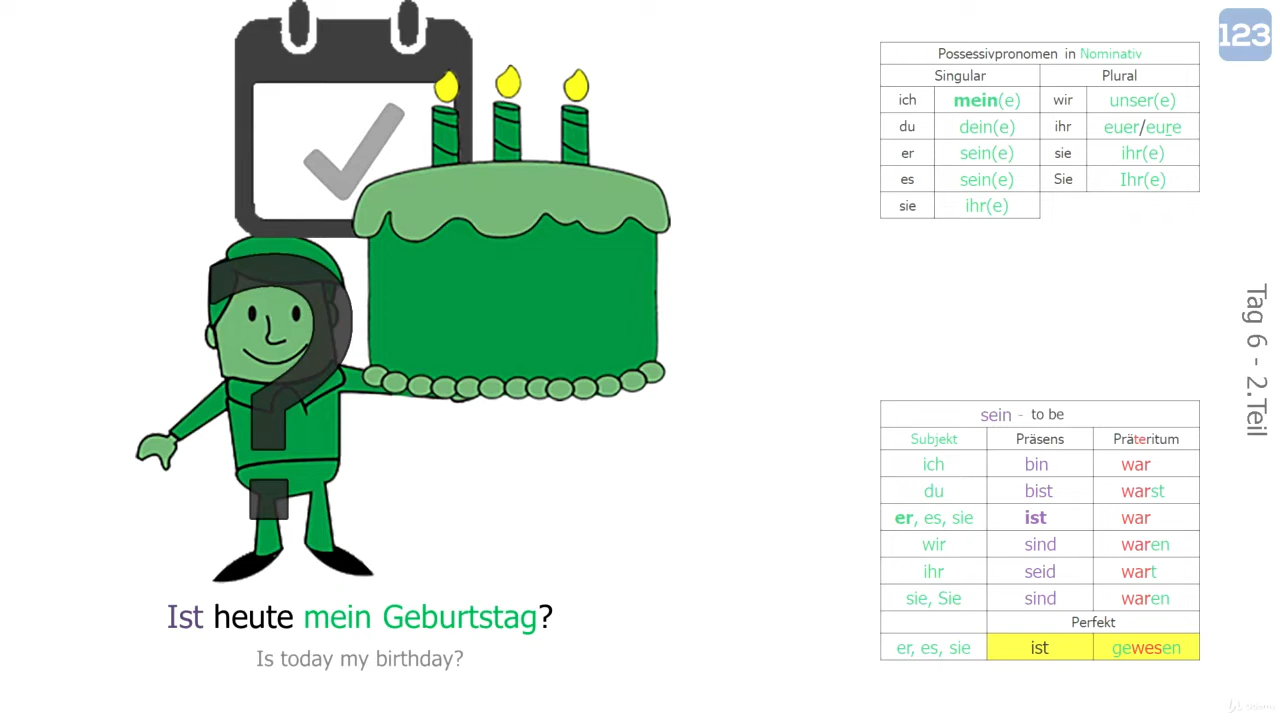 123
Possessivpronomen in Nominativ
Singular Plural
ich mein(e) wir unser(e)
du dein(e) ihr euer/eure
er sein(e) sie ihr(e)
es sein(e) Sie Ihr(e)
sie ihr(e)
Tag 6 - 2.Teil
sein - to be
Subjekt Präsens Präteritum
ich bin war
du bist warst
er, es, sie ist war
wir sind waren
ihr seid wart
sie, Sie sind waren
Perfekt
er, es, sie ist gewesen
?
Ist heute mein Geburtstag?
Is today my birthday?